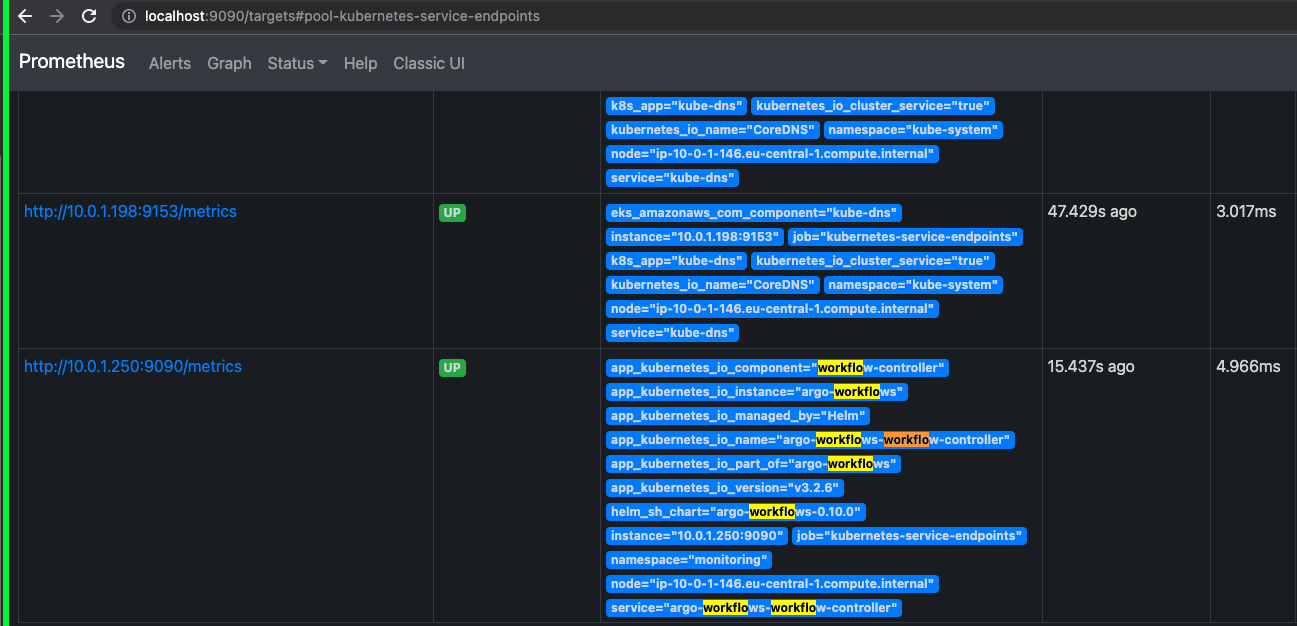 localhost:9090/targets#pool-kubernetes-service-endpoints
Prometheus Alerts Graph Status Help Classic UI
k8s_app="kube-dns" kubernetes_io_cluster_service="true"
kubernetes_io_name="CoreDNS" namespace="kube-system"
node="ip-10-0-1-146.eu-central-1.compute.internal"
service="kube-dns"
http://10.0.1.198:9153/metrics UP eks_amazonaws_com_component="kube-dns" 47.429s ago 3.017ms
instance="10.0.1.198:9153" job="kubernetes-service-endpoints"
k8s_app="kube-dns" kubernetes_io_cluster_service="true"
kubernetes_io_name="CoreDNS" namespace="kube-system"
node="ip-10-0-1-146.eu-central-1.compute.internal"
service="kube-dns"
http://10.0.1.250:9090/metrics UP app_kubernetes_io_component="workflow-controller" 15.437s ago 4.966ms
app_kubernetes_io_instance="argo-workflows"
app_kubernetes_io_managed_by="Helm"
app_kubernetes_io_name="argo-workflows-workflow-controller"
app_kubernetes_io_part_of="argo-workflows"
app_kubernetes_io_version="v3.2.6"
helm_sh_chart="argo-workflows-0.10.0"
instance="10.0.1.250:9090" job="kubernetes-service-endpoints"
namespace="monitoring"
node="ip-10-0-1-146.eu-central-1.compute.internal"
service="argo-workflows-workflow-controller"